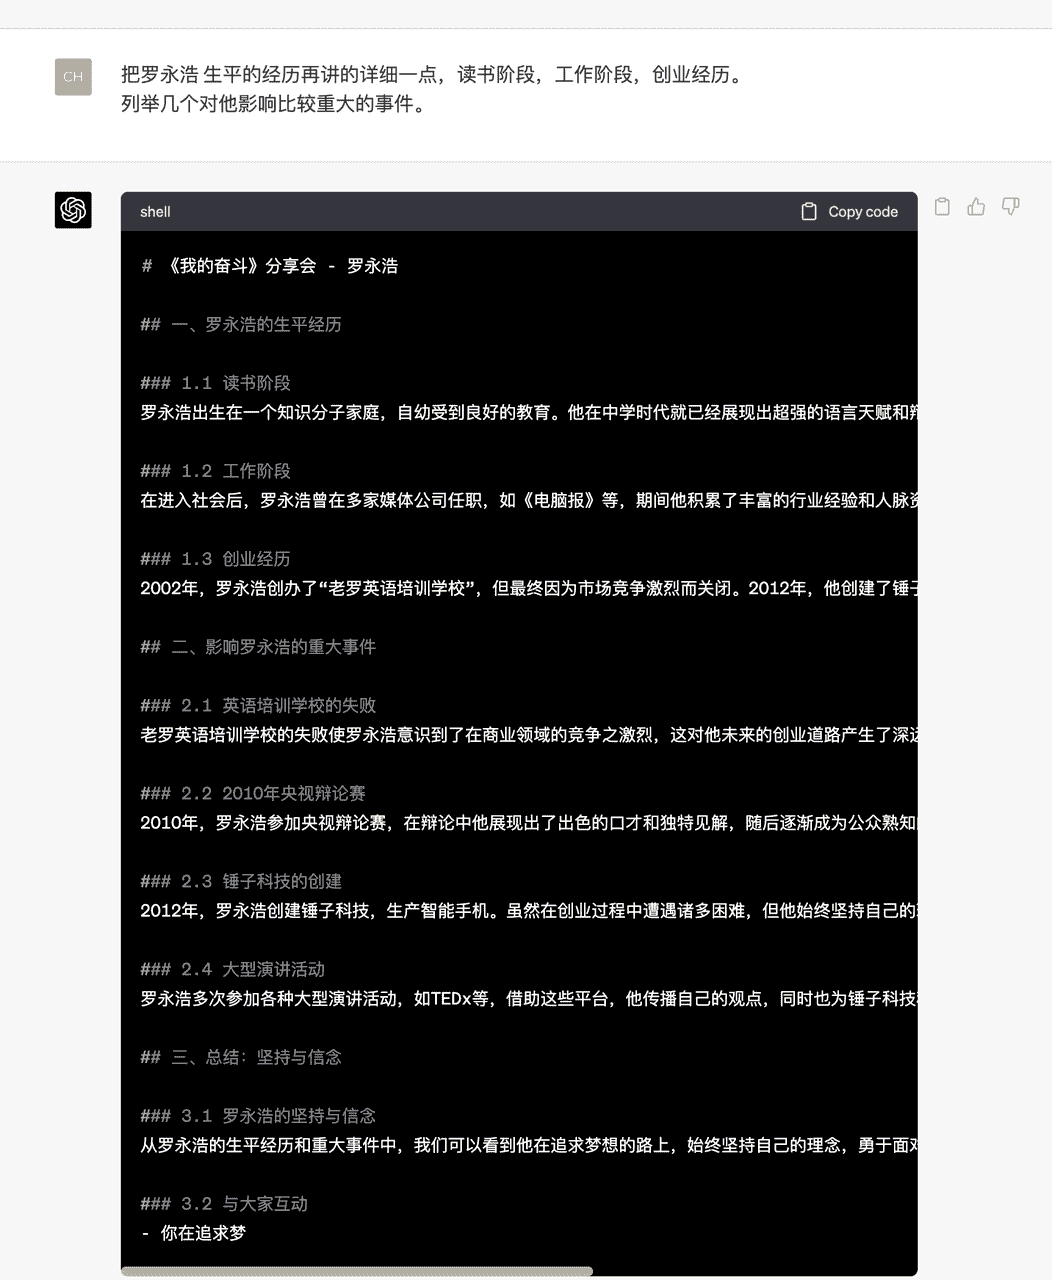 CH
把罗永浩 生平的经历再讲的详细一点，读书阶段，工作阶段，创业经历。
列举几个对他影响比较重大的事件。
shell
Copy code
# 《我的奋斗》分享会 - 罗永浩
## 一、罗永浩的生平经历
### 1.1 读书阶段
罗永浩出生在一个知识分子家庭，自幼受到良好的教育。他在中学时代就已经展现出超强的语言天赋和
### 1.2 工作阶段
在进入社会后，罗永浩曾在多家媒体公司任职，如《电脑报》等，期间他积累了丰富的行业经验和人脉
### 1.3 创业经历
2002年，罗永浩创办了“老罗英语培训学校”，但最终因为市场竞争激烈而关闭。2012年，他创建了锤
## 二、影响罗永浩的重大事件
### 2.1 英语培训学校的失败
老罗英语培训学校的失败使罗永浩意识到了在商业领域的竞争之激烈，这对他未来的创业道路产生了深
### 2.2 2010年央视辩论赛
2010年，罗永浩参加央视辩论赛，在辩论中他展现出了出色的口才和独特见解，随后逐渐成为公众熟知
### 2.3 锤子科技的创建
2012年，罗永浩创建锤子科技，生产智能手机。虽然在创业过程中遭遇诸多困难，但他始终坚持自己的
### 2.4 大型演讲活动
罗永浩多次参加各种大型演讲活动，如TEDx等，借助这些平台，他传播自己的观点，同时也为锤子科技
## 三、总结：坚持与信念
### 3.1 罗永浩的坚持与信念
从罗永浩的生平经历和重大事件中，我们可以看到他在追求梦想的路上，始终坚持自己的理念，勇于面
### 3.2 与大家互动
- 你在追求梦